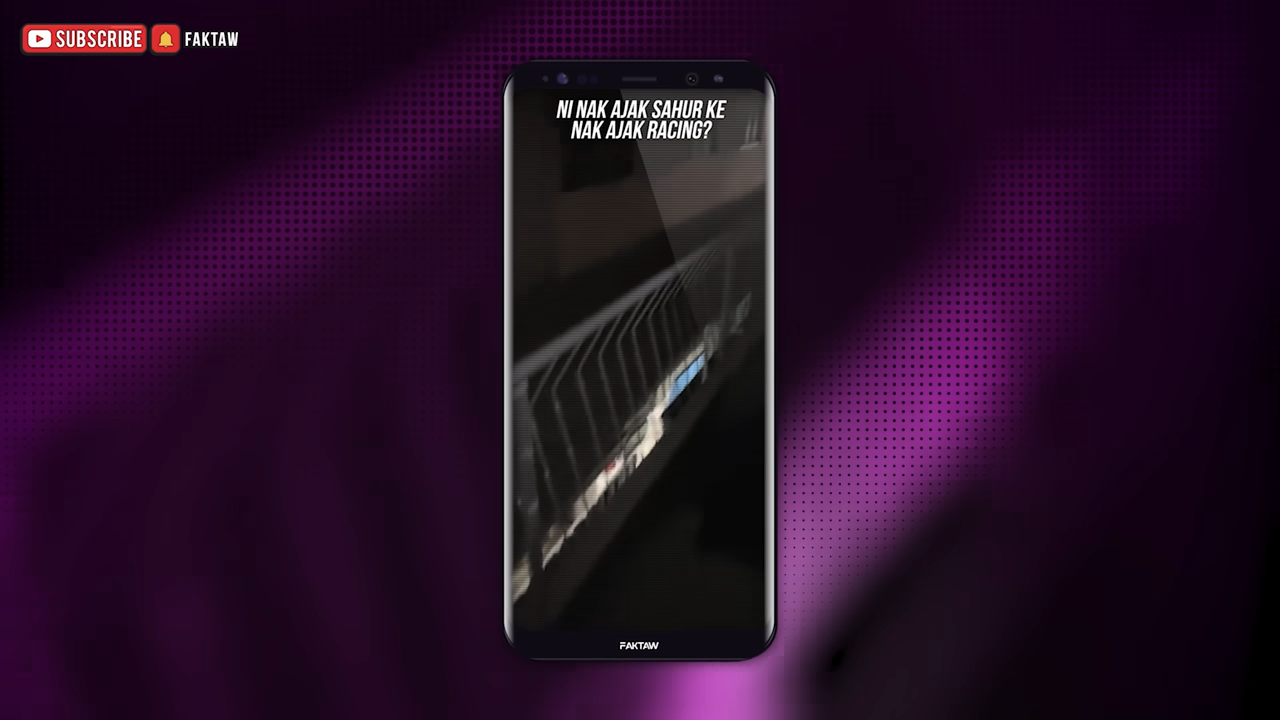 SUBSCRIBE
FAKTAW
NI NAK AJAK SAHUR KE
NAK AJAK RACING?
FAKTAW